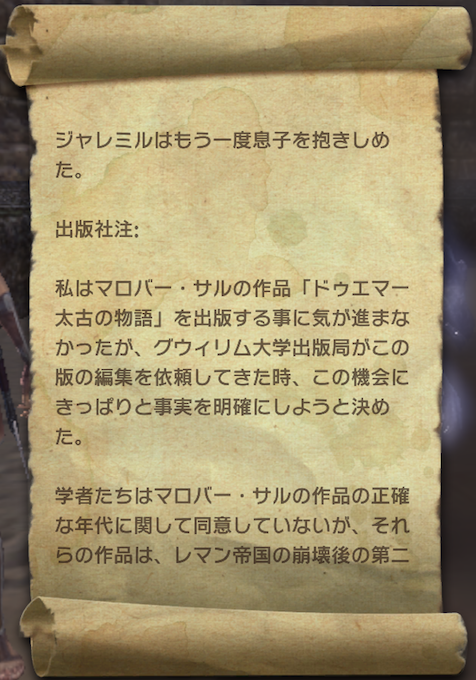 ジャレミルはもう一度息子を抱きしめ
た。
出版社注:
私はマロバー・サルの作品「ドゥエマー
太古の物語」を出版する事に気が進まな
かったが、グウィリム大学出版局がこの
版の編集を依頼してきた時、この機会に
きっぱりと事実を明確にしようと決め
た。
学者たちはマロバー・サルの作品の正確
な年代に関して同意していないが、それ
らの作品は、レマン帝国の崩壊後の第二